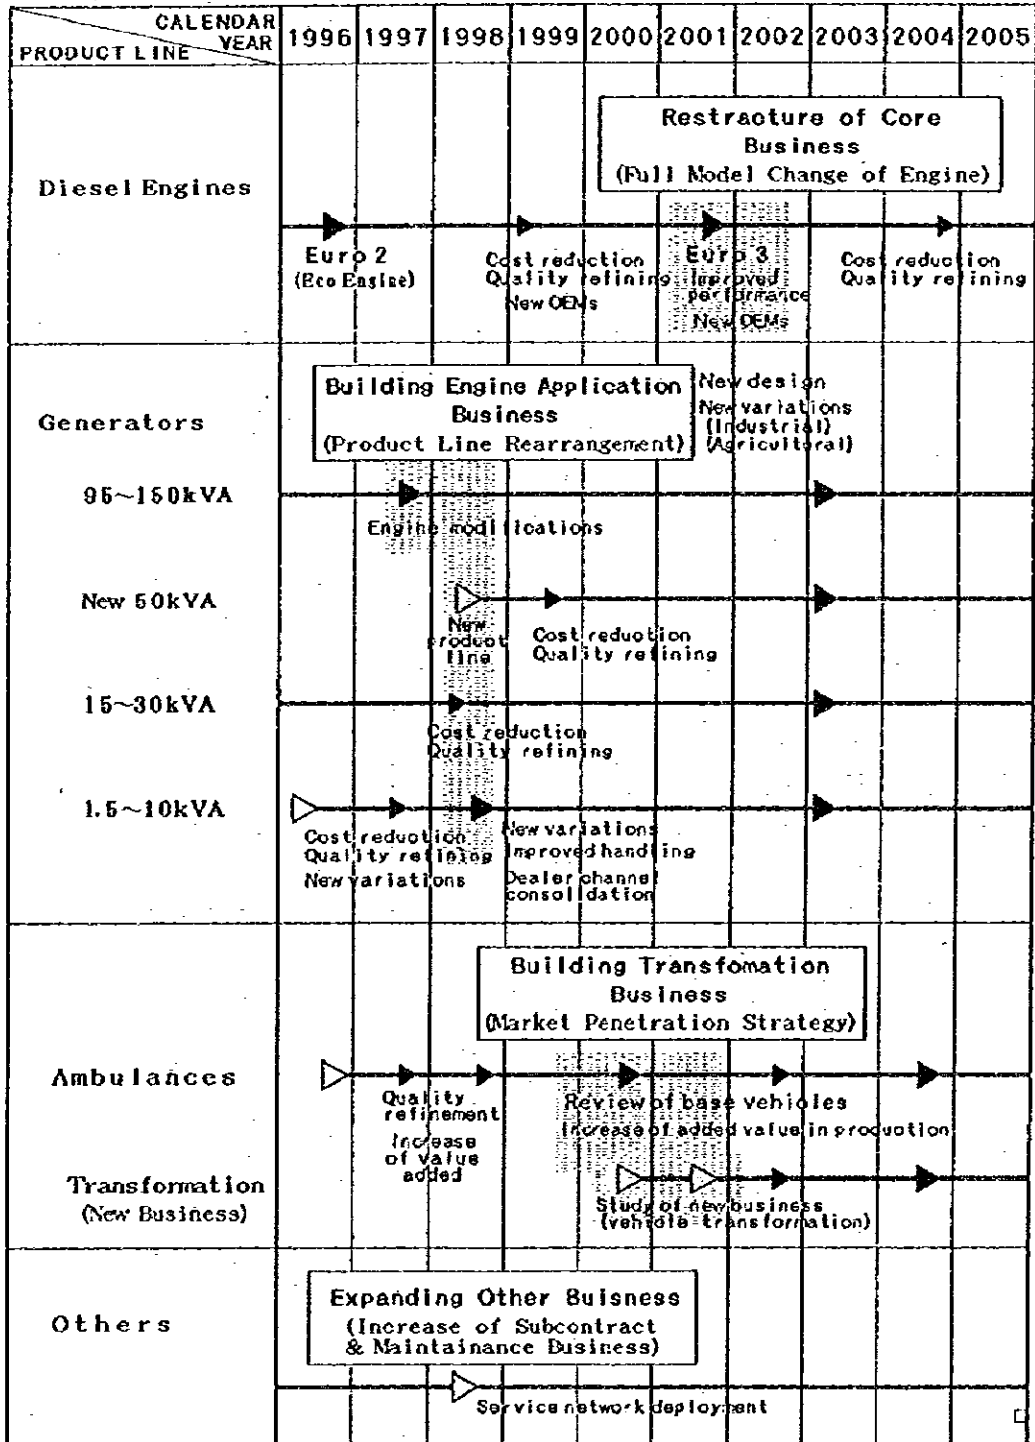 CALENDAR YEAR
PRODUCT LINE
1996 1997 1998 1999 2000 2001 2002 2003 2004 2005
Restracture of Core
Business
(Full Model Change of Engine)
Diesel Engines
Euro 2
(Eco Engine)
Cost reduction
Quality refining
New OEMs
Euro 3
Improved
performance
New OEMs
Cost reduction
Quality refining
Building Engine Application
Business
(Product Line Rearrangement)
New design
New variations
(Industrial)
(Agricultural)
Generators
95~150kVA
Engine modifications
New 50kVA
New
product
line
Cost reduction
Quality refining
15~30kVA
Cost reduction
Quality refining
1.5~10kVA
Cost reduction
Quality refining
New variations
New variations
Improved handling
Dealer channel
consolidation
Building Transfomation
Business
(Market Penetration Strategy)
Ambulances
Quality
refinement
Increase
of value
added
Review of base vehicles
Increase of added value in production
Transformation
(New Business)
Study of new business
(vehicle transformation)
Expanding Other Buisness
(Increase of Subcontract
& Maintainance Business)
Others
Service network deployment